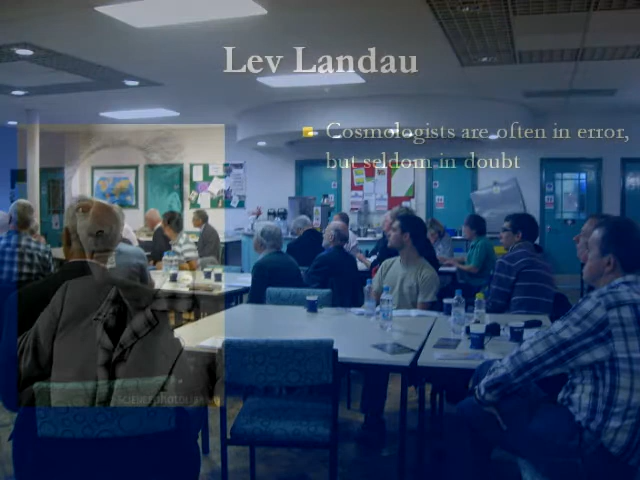 Lev Landau
Cosmologists are often in error,
but seldom in doubt